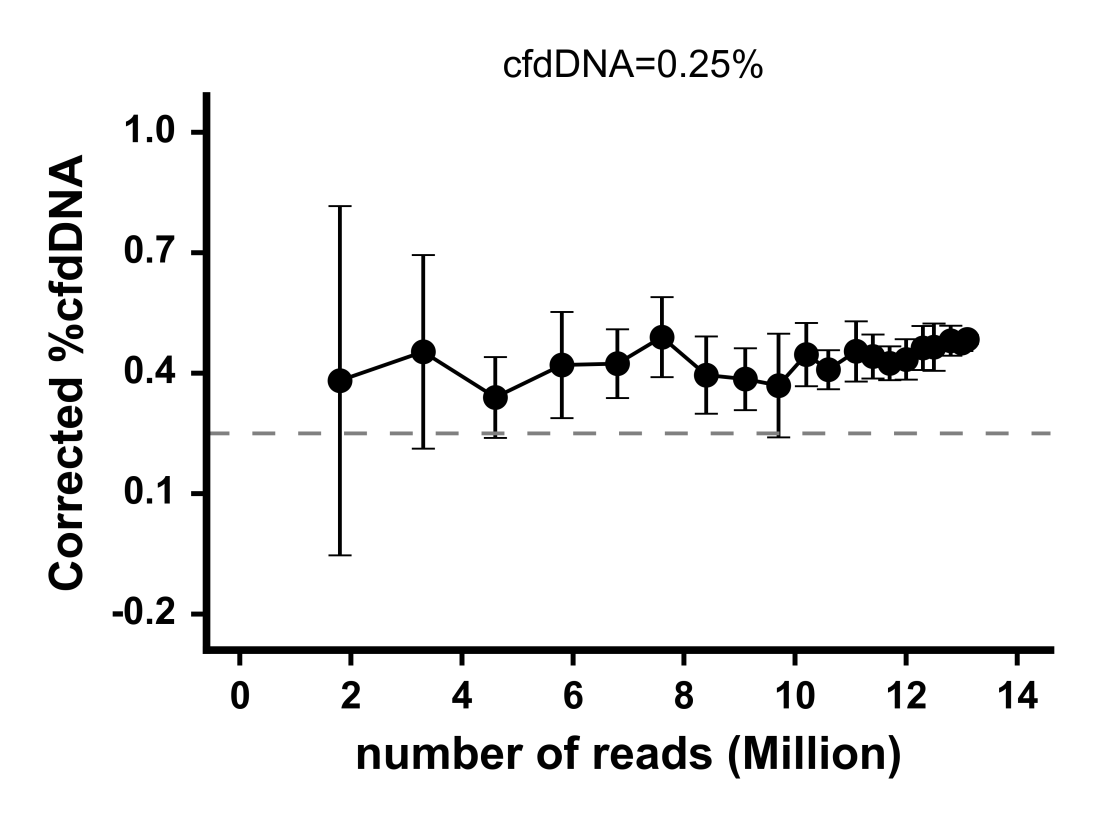 cfdDNA=0.25%
Corrected %cfdDNA
1.0
0.7
0.4
0.1
-0.2
0 2 4 6 8 10 12 14
number of reads (Million)